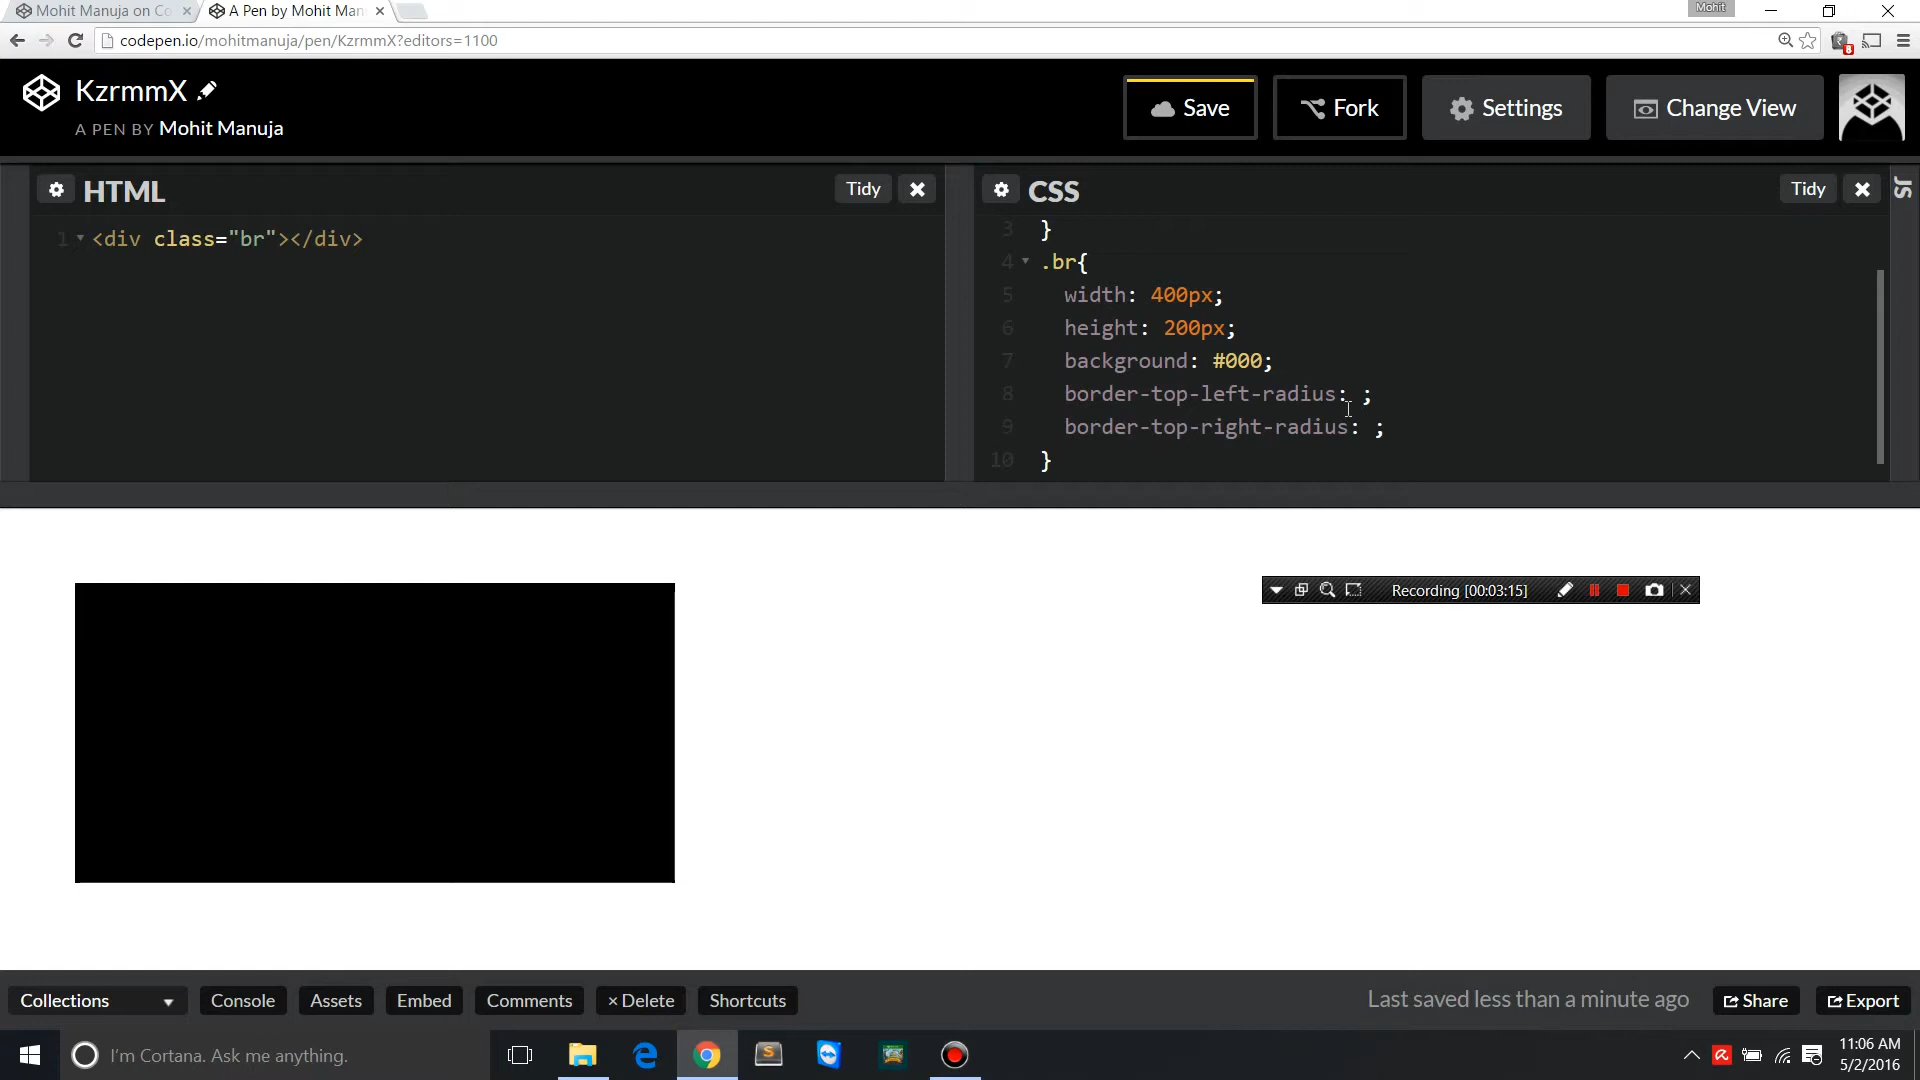 Mohit Manuja on Co
A Pen by Mohit Man
Mohit
codepen.io/mohitmanuja/pen/KzrmmX?editors=1100
8
KzrmmX
A PEN BY Mohit Manuja
Save
Fork
Settings
Change View
HTML
Tidy
1 <div class="br"></div>
CSS
Tidy
JS
3 }
4 .br{
5 width: 400px;
6 height: 200px;
7 background: #000;
8 border-top-left-radius: ;
9 border-top-right-radius: ;
10 }
Recording [00:03:15]
Collections
Console
Assets
Embed
Comments
× Delete
Shortcuts
Last saved less than a minute ago
Share
Export
I'm Cortana. Ask me anything.
11:06 AM
5/2/2016